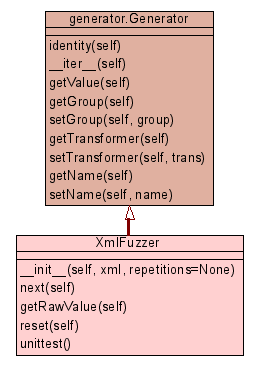 generator.Generator
identity(self)
__iter__(self)
getValue(self)
getGroup(self)
setGroup(self, group)
getTransformer(self)
setTransformer(self, trans)
getName(self)
setName(self, name)
XmlFuzzer
__init__(self, xml, repetitions=None)
next(self)
getRawValue(self)
reset(self)
unittest()